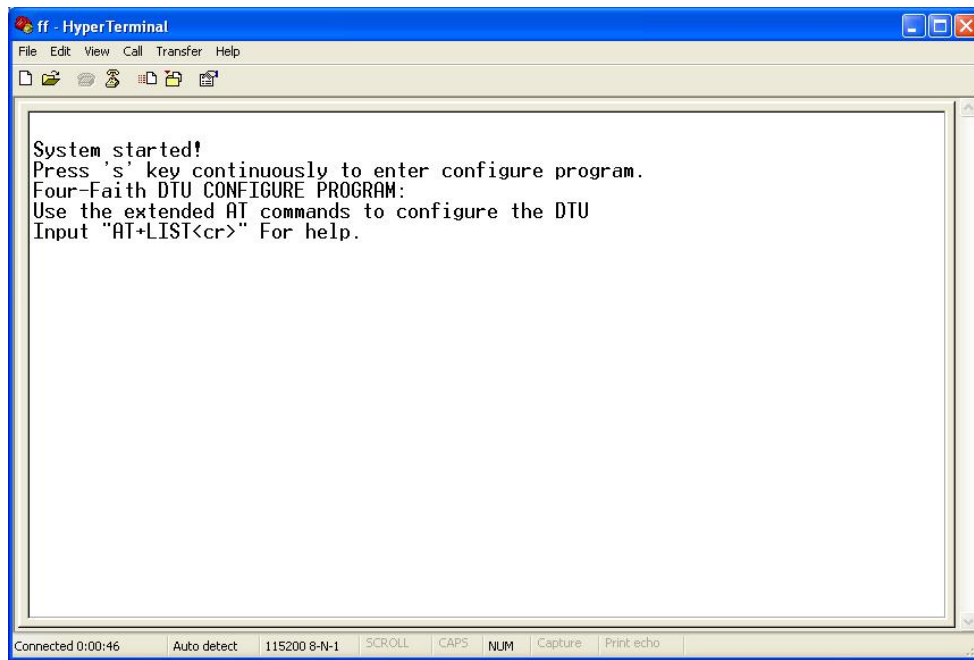 ff - HyperTerminal
File Edit View Call Transfer Help
System started!
Press 's' key continuously to enter configure program.
Four-Faith DTU CONFIGURE PROGRAM:
Use the extended AT commands to configure the DTU
Input "AT+LIST<cr>" For help.
Connected 0:00:46 Auto detect 115200 8-N-1 SCROLL CAPS NUM Capture Print echo